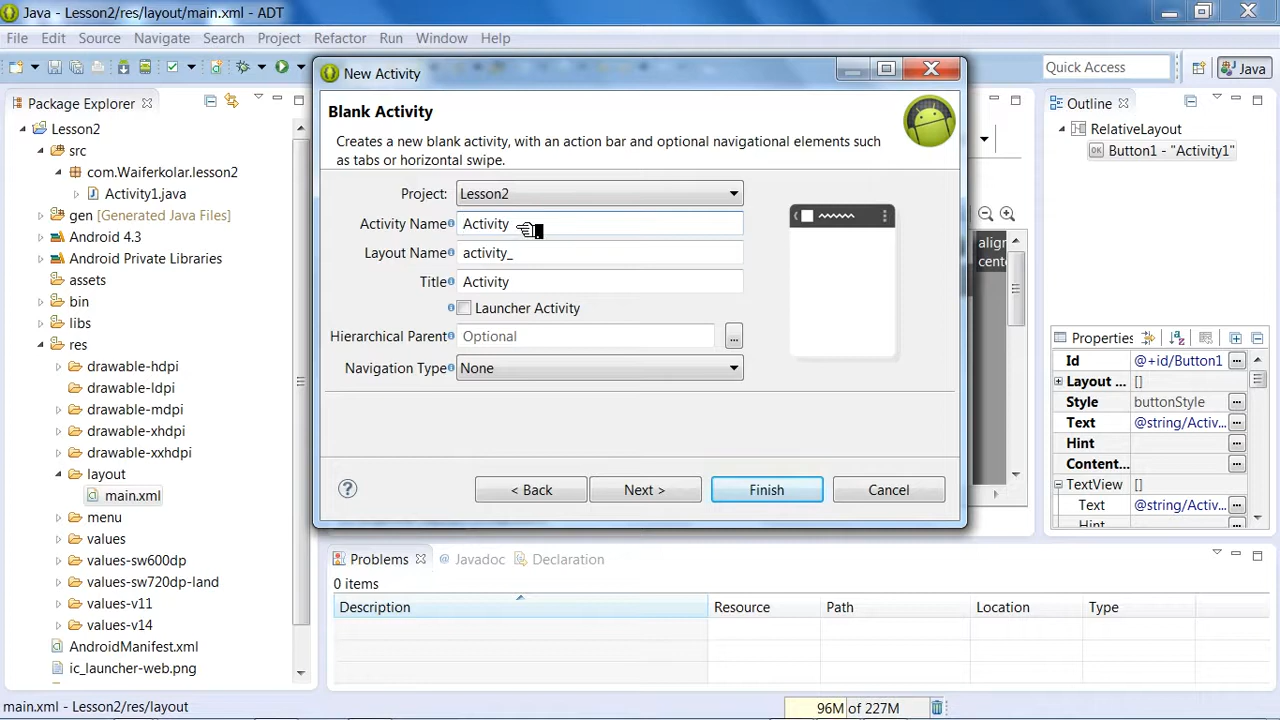 Java - Lesson2/res/layout/main.xml - ADT
File Edit Source Navigate Search Project Refactor Run Window Help
Quick Access
Java
Package Explorer
Lesson2
src
com.Waiferkolar.lesson2
Activity1.java
gen [Generated Java Files]
Android 4.3
Android Private Libraries
assets
bin
libs
res
drawable-hdpi
drawable-ldpi
drawable-mdpi
drawable-xhdpi
drawable-xxhdpi
layout
main.xml
menu
values
values-sw600dp
values-sw720dp-land
values-v11
values-v14
AndroidManifest.xml
ic_launcher-web.png
New Activity
Blank Activity
Creates a new blank activity, with an action bar and optional navigational elements such
as tabs or horizontal swipe.
Project: Lesson2
Activity Name Activity
Layout Name activity_
Title Activity
Launcher Activity
Hierarchical Parent Optional ...
Navigation Type None
? < Back Next > Finish Cancel
align
cente
Outline
RelativeLayout
OK Button1 - "Activity1"
Properties
Id @+id/Button1 ...
Layout ... [] ...
Style buttonStyle ...
Text @string/Activ... ...
Hint ...
Conten... ...
TextView []
Text @string/Activ... ...
Hint
Problems @ Javadoc Declaration
0 items
Description Resource Path Location Type
main.xml - Lesson2/res/layout
96M of 227M